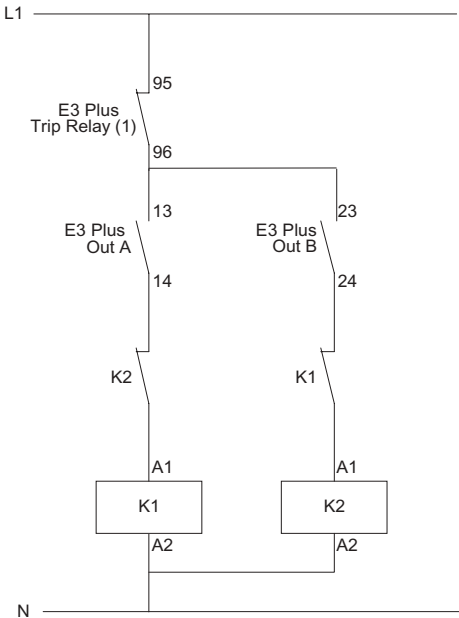 L1
95
E3 Plus
Trip Relay (1)
96
13
23
E3 Plus
Out A
E3 Plus
Out B
14
24
K2
K1
A1
A1
K1
K2
A2
A2
N